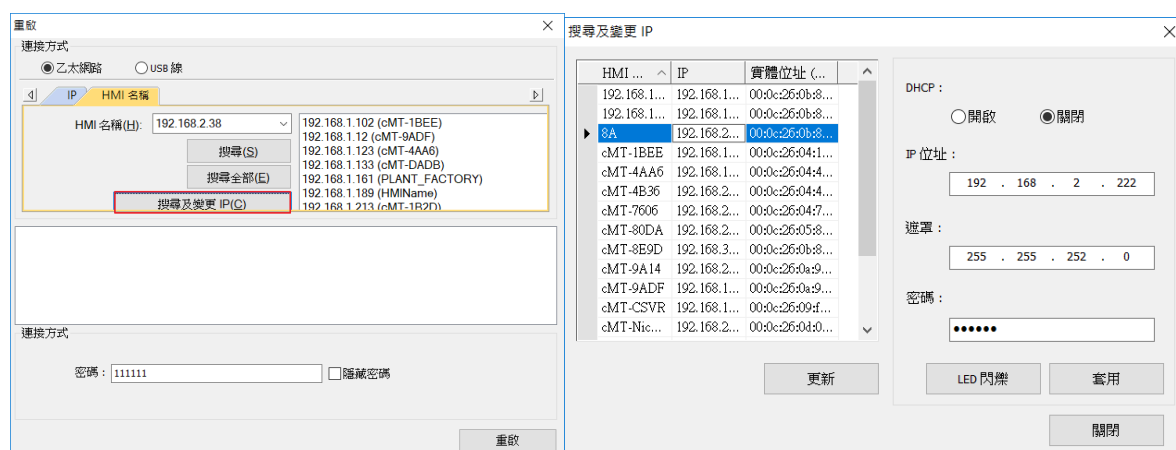 重啟
連接方式
乙太網路 USB 線
IP HMI 名稱
HMI 名稱(H): 192.168.2.38
搜尋(S)
搜尋全部(E)
搜尋及變更 IP(C)
192.168.1.102 (cMT-1BEE)
192.168.1.12 (cMT-9ADF)
192.168.1.123 (cMT-4AA6)
192.168.1.133 (cMT-DADB)
192.168.1.161 (PLANT_FACTORY)
192.168.1.189 (HMIName)
192.168.1.213 (cMT-1B2D)
連接方式
密碼： 111111 隱藏密碼
重啟
搜尋及變更 IP
HMI ... IP 實體位址 (...
192.168.1... 192.168.1... 00:0c:26:0b:8...
192.168.1... 192.168.1... 00:0c:26:0b:8...
8A 192.168.2... 00:0c:26:0b:8...
cMT-1BEE 192.168.1... 00:0c:26:04:1...
cMT-4AA6 192.168.1... 00:0c:26:04:4...
cMT-4B36 192.168.2... 00:0c:26:04:4...
cMT-7606 192.168.2... 00:0c:26:04:7...
cMT-80DA 192.168.2... 00:0c:26:05:8...
cMT-8E9D 192.168.3... 00:0c:26:0b:8...
cMT-9A14 192.168.2... 00:0c:26:0a:9...
cMT-9ADF 192.168.1... 00:0c:26:0a:9...
cMT-CSVR 192.168.1... 00:0c:26:09:f...
cMT-Nic... 192.168.2... 00:0c:26:0d:0...
更新
DHCP：
開啟 關閉
IP 位址：
192 . 168 . 2 . 222
遮罩：
255 . 255 . 252 . 0
密碼：
●●●●●●
LED 閃爍 套用
關閉